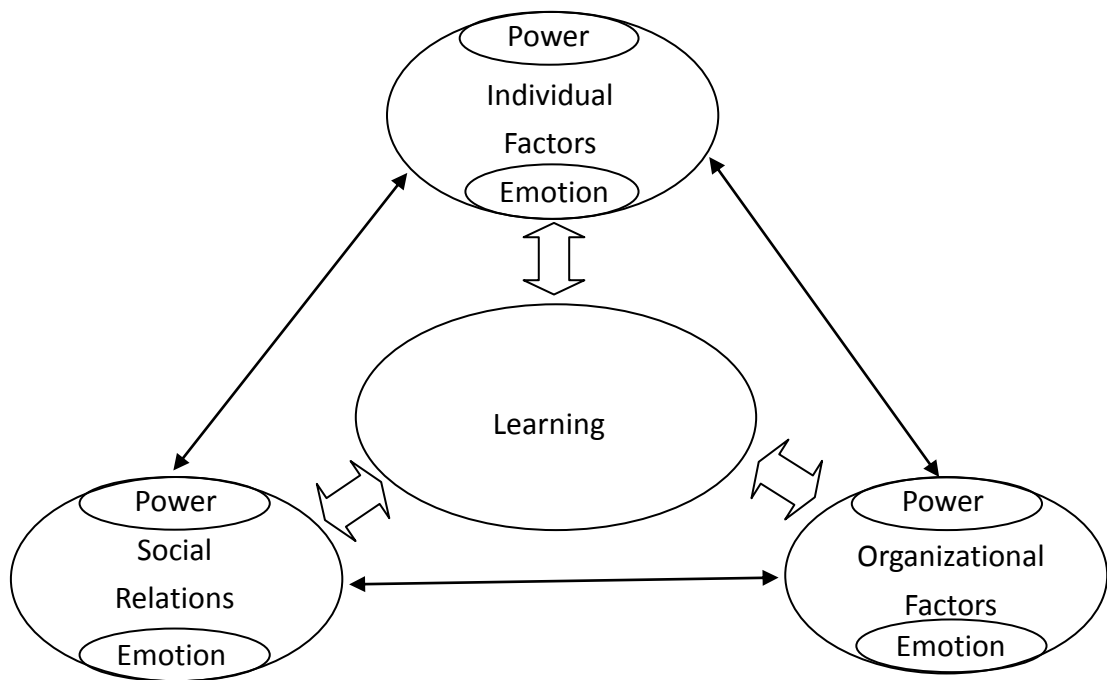 Power
Individual
Factors
Emotion
Learning
Power
Social
Relations
Emotion
Power
Organizational
Factors
Emotion